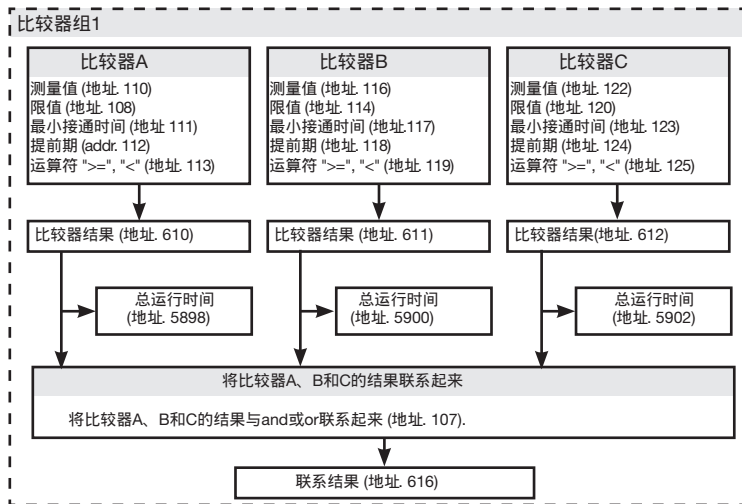 比较器组1
比较器A
测量值 (地址. 110)
限值 (地址. 108)
最小接通时间 (地址 111)
提前期 (addr. 112)
运算符 ">=", "<" (地址. 113)
比较器B
测量值 (地址. 116)
限值 (地址. 114)
最小接通时间 (地址.117)
提前期 (地址. 118)
运算符 ">=", "<" (地址. 119)
比较器C
测量值 (地址. 122)
限值 (地址. 120)
最小接通时间 (地址. 123)
提前期 (地址. 124)
运算符 ">=", "<" (地址. 125)
比较器结果 (地址. 610)
比较器结果 (地址. 611)
比较器结果(地址. 612)
总运行时间
(地址. 5898)
总运行时间
(地址. 5900)
总运行时间
(地址. 5902)
将比较器A、B和C的结果联系起来
将比较器A、B和C的结果与and或or联系起来 (地址. 107).
联系结果 (地址. 616)